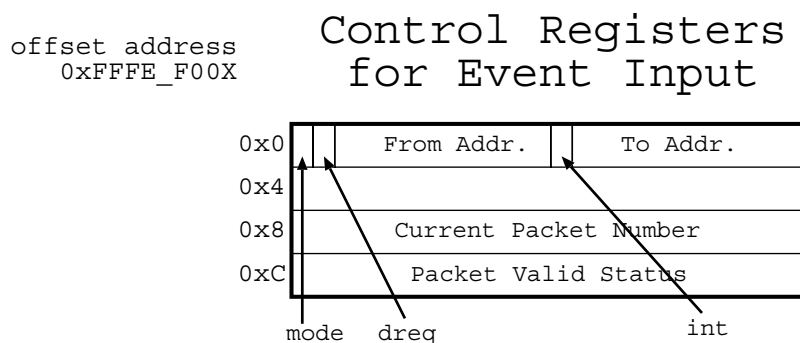 Control Registers
for Event Input
offset address
0xFFFE_F00X
0x0 From Addr. To Addr.
0x4
0x8 Current Packet Number
0xC Packet Valid Status
mode dreq int